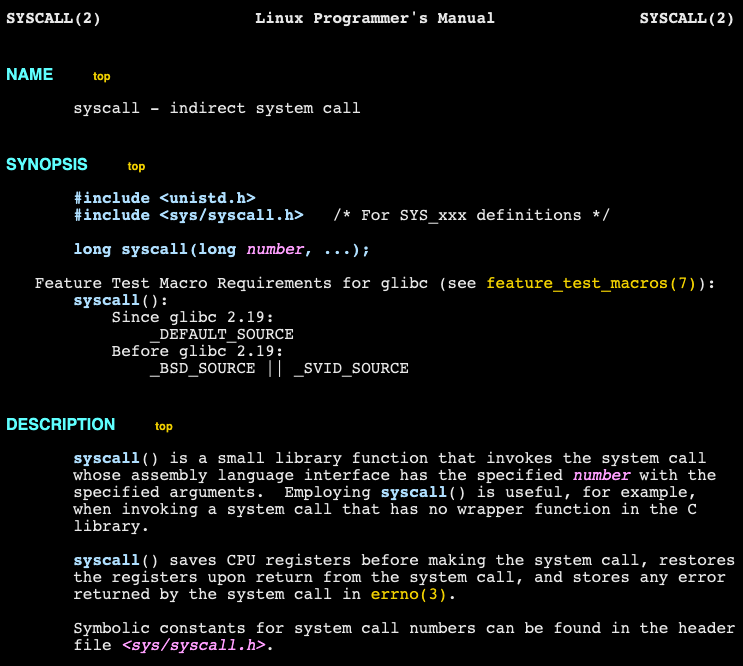 SYSCALL(2) Linux Programmer's Manual SYSCALL(2)
NAME top
syscall - indirect system call
SYNOPSIS top
#include <unistd.h>
#include <sys/syscall.h> /* For SYS_xxx definitions */
long syscall(long number, ...);
Feature Test Macro Requirements for glibc (see feature_test_macros(7)):
syscall():
Since glibc 2.19:
_DEFAULT_SOURCE
Before glibc 2.19:
_BSD_SOURCE || _SVID_SOURCE
DESCRIPTION top
syscall() is a small library function that invokes the system call
whose assembly language interface has the specified number with the
specified arguments. Employing syscall() is useful, for example,
when invoking a system call that has no wrapper function in the C
library.
syscall() saves CPU registers before making the system call, restores
the registers upon return from the system call, and stores any error
returned by the system call in errno(3).
Symbolic constants for system call numbers can be found in the header
file <sys/syscall.h>.